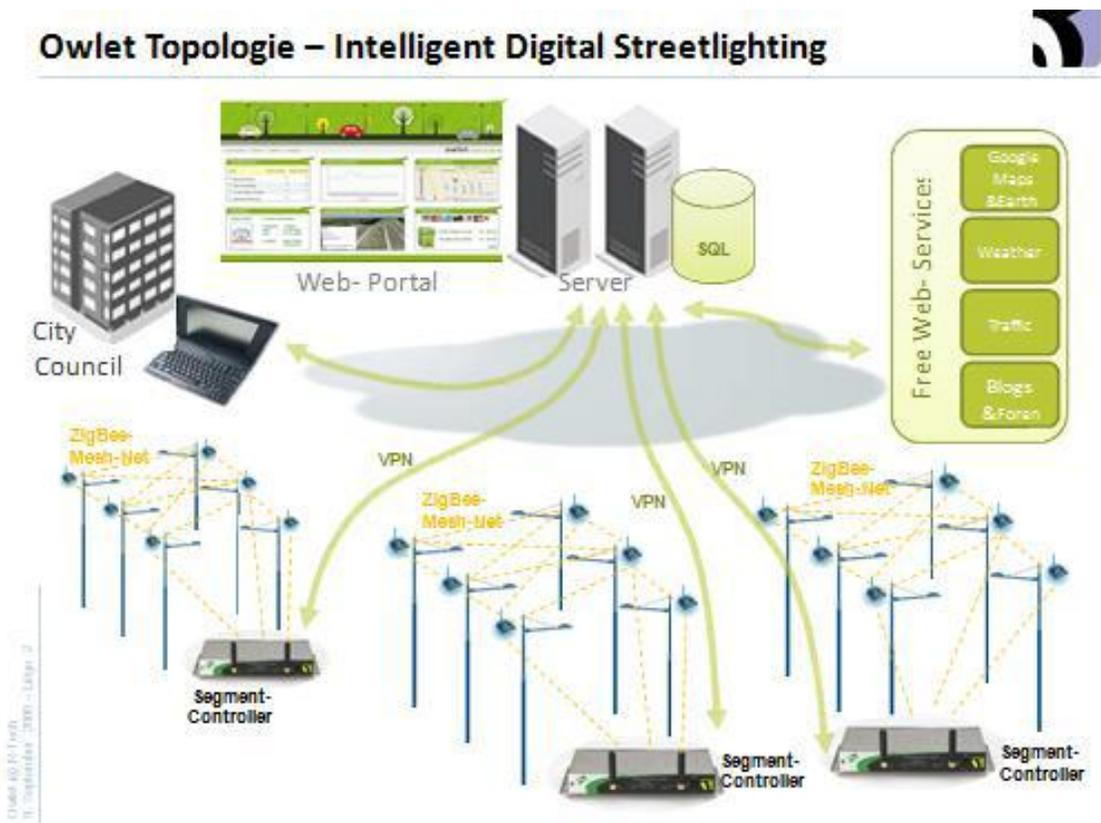 Owlet Topologie – Intelligent Digital Streetlighting
Web- Portal
Server
SQL
City
Council
Free Web- Services
Google
Maps
&Earth
Weather
Traffic
Blogs
&Foren
ZigBee-
Mesh-Net
VPN
ZigBee-
Mesh-Net
VPN
VPN
ZigBee-
Mesh-Net
Segment-
Controller
Segment-
Controller
Segment-
Controller